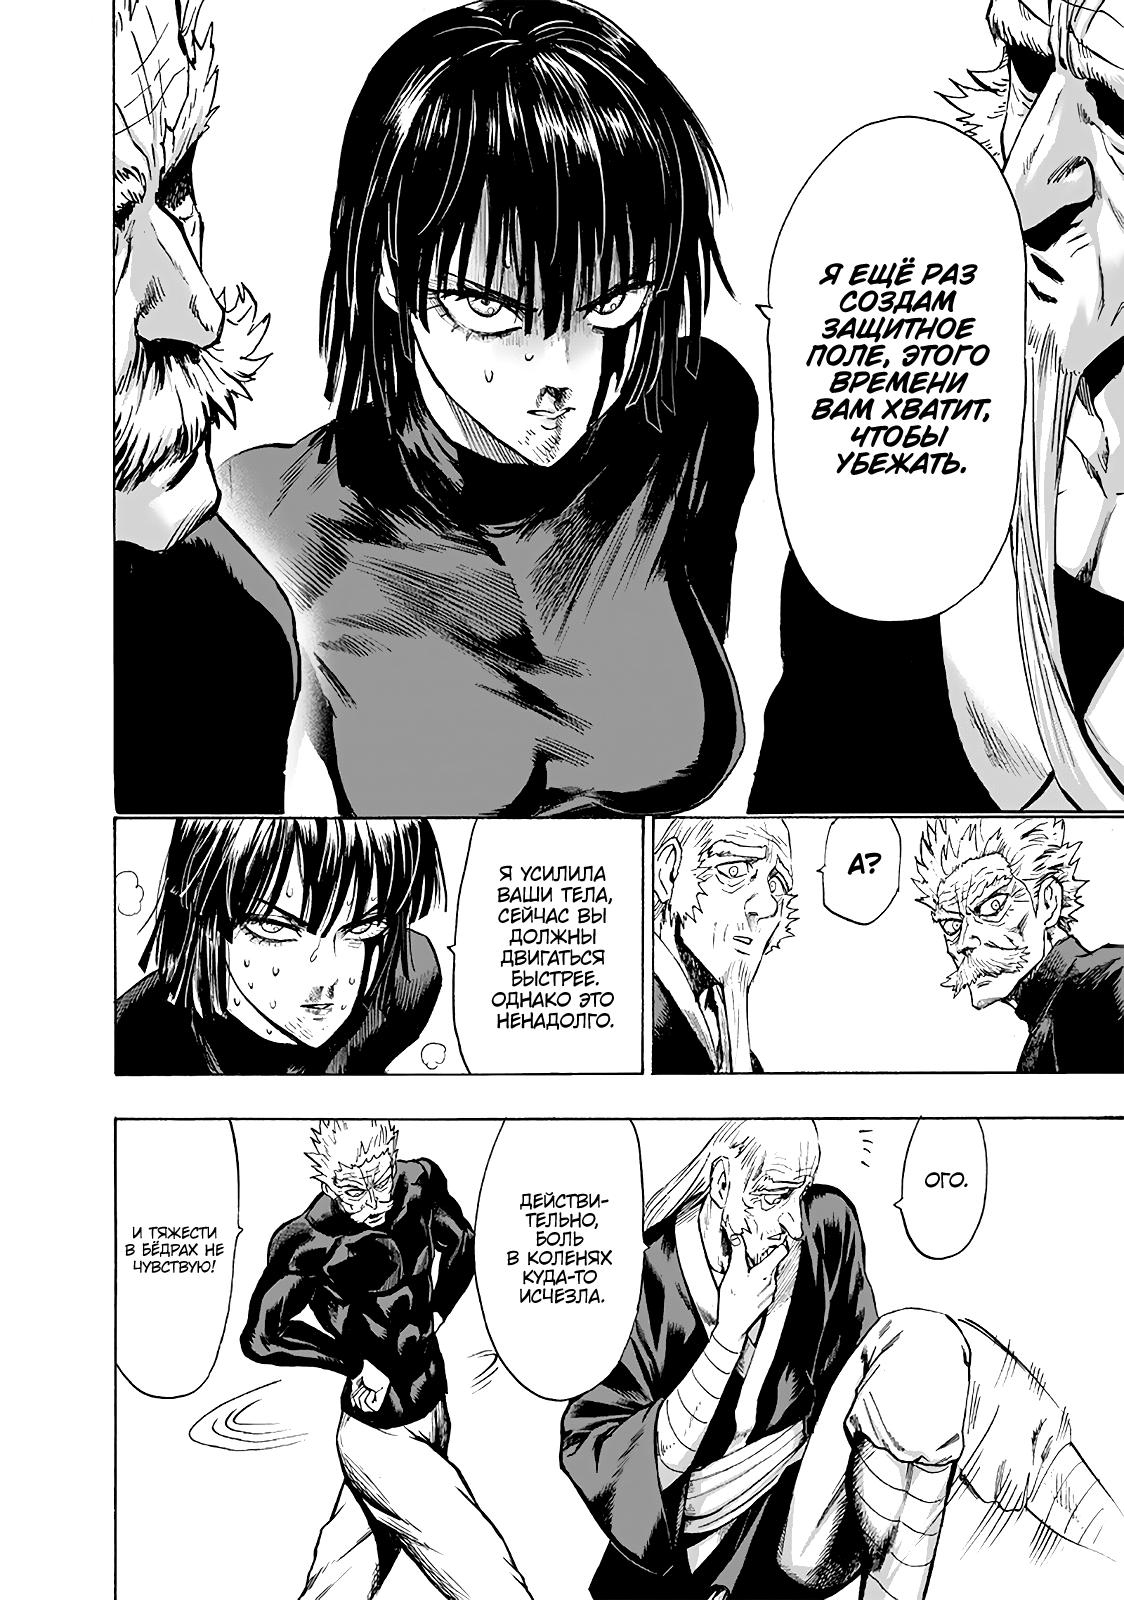 Я ЕЩЁ РАЗ
СОЗДАМ
ЗАЩИТНОЕ
ПОЛЕ, ЭТОГО
ВРЕМЕНИ
ВАМ ХВАТИТ,
ЧТОБЫ
УБЕЖАТЬ.
А?
Я УСИЛИЛА
ВАШИ ТЕЛА,
СЕЙЧАС ВЫ
ДОЛЖНЫ
ДВИГАТЬСЯ
БЫСТРЕЕ.
ОДНАКО ЭТО
НЕНАДОЛГО.
ОГО.
ДЕЙСТВИ-
ТЕЛЬНО,
БОЛЬ
В КОЛЕНЯХ
КУДА-ТО
ИСЧЕЗЛА.
И ТЯЖЕСТИ
В БЁДРАХ НЕ
ЧУВСТВУЮ!